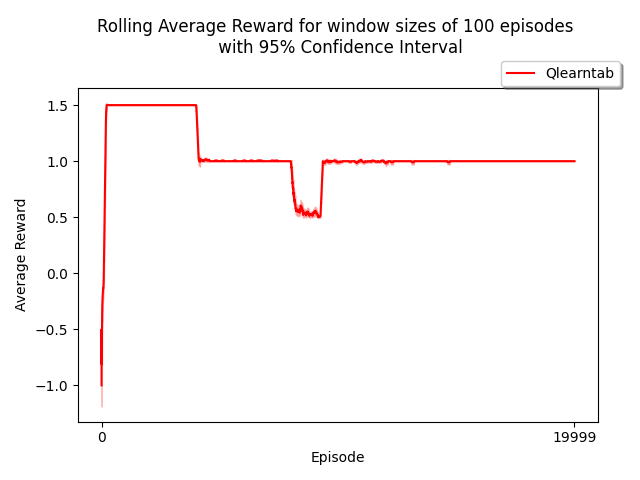 Rolling Average Reward for window sizes of 100 episodes
with 95% Confidence Interval
Qlearntab
1.5
1.0
0.5
0.0
−0.5
−1.0
Average Reward
0
19999
Episode